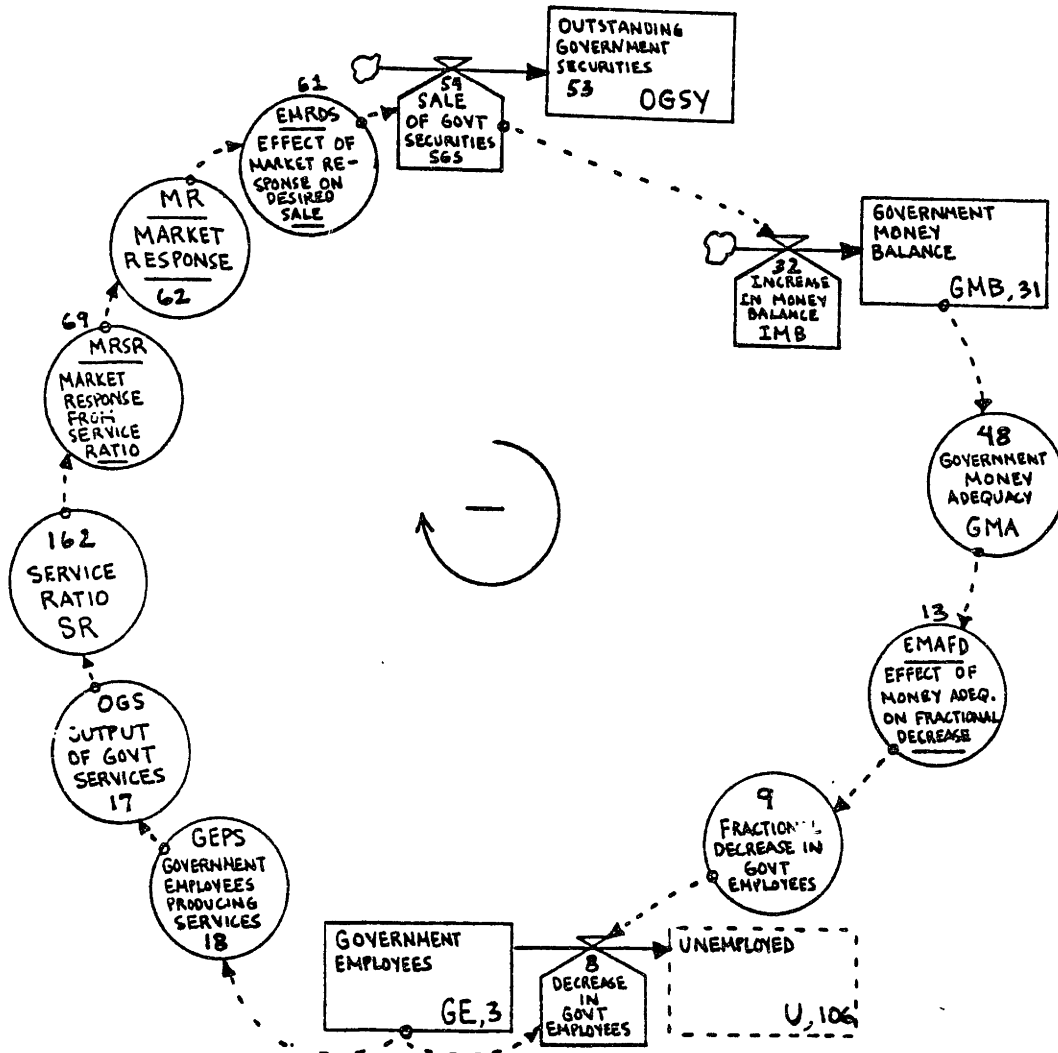 OUTSTANDING
GOVERNMENT
SECURITIES
53 OGSY
54
SALE
OF GOVT
SECURITIES
SGS
61
EMRDS
EFFECT OF
MARKET RE-
SPONSE ON
DESIRED
SALE
MR
MARKET
RESPONSE
62
GOVERNMENT
MONEY
BALANCE
GMB, 31
32
INCREASE
IN MONEY
BALANCE
IMB
69
MRSR
MARKET
RESPONSE
FROM
SERVICE
RATIO
48
GOVERNMENT
MONEY
ADEQUACY
GMA
—
162
SERVICE
RATIO
SR
13
EMAFD
EFFECT OF
MONEY ADEQ.
ON FRACTIONAL
DECREASE
OGS
OUTPUT
OF GOVT
SERVICES
17
9
FRACTIONAL
DECREASE IN
GOVT
EMPLOYEES
GEPS
GOVERNMENT
EMPLOYEES
PRODUCING
SERVICES
18
GOVERNMENT
EMPLOYEES
GE, 3
8
DECREASE
IN
GOVT
EMPLOYEES
UNEMPLOYED
U, 106